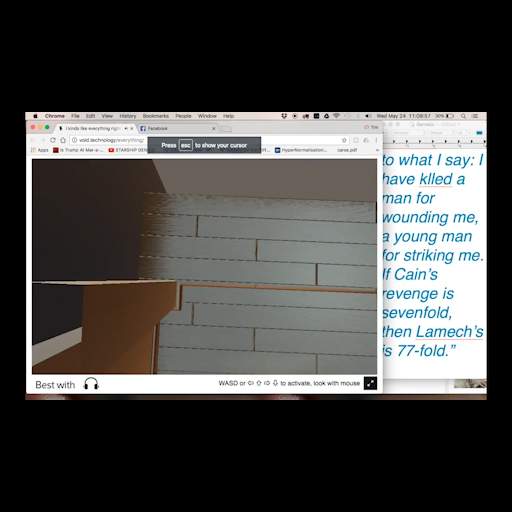 Chrome File Edit View History Bookmarks People Window Help
Wed May 24 11:09:57
30%
I kinda like everything right
Facebook
void.technology/everything/
Press esc to show your cursor
Apps Is Trump At Mar-a-... STARSHIP GEN HyperNormalisation... carse.pdf
to what I say: I
have klled a
man for
wounding me,
a young man
for striking me.
If Cain’s
revenge is
sevenfold,
then Lamech’s
is 77-fold.”
Best with
WASD or ⇦ ⇧ ⇨ ⇩ to activate, look with mouse